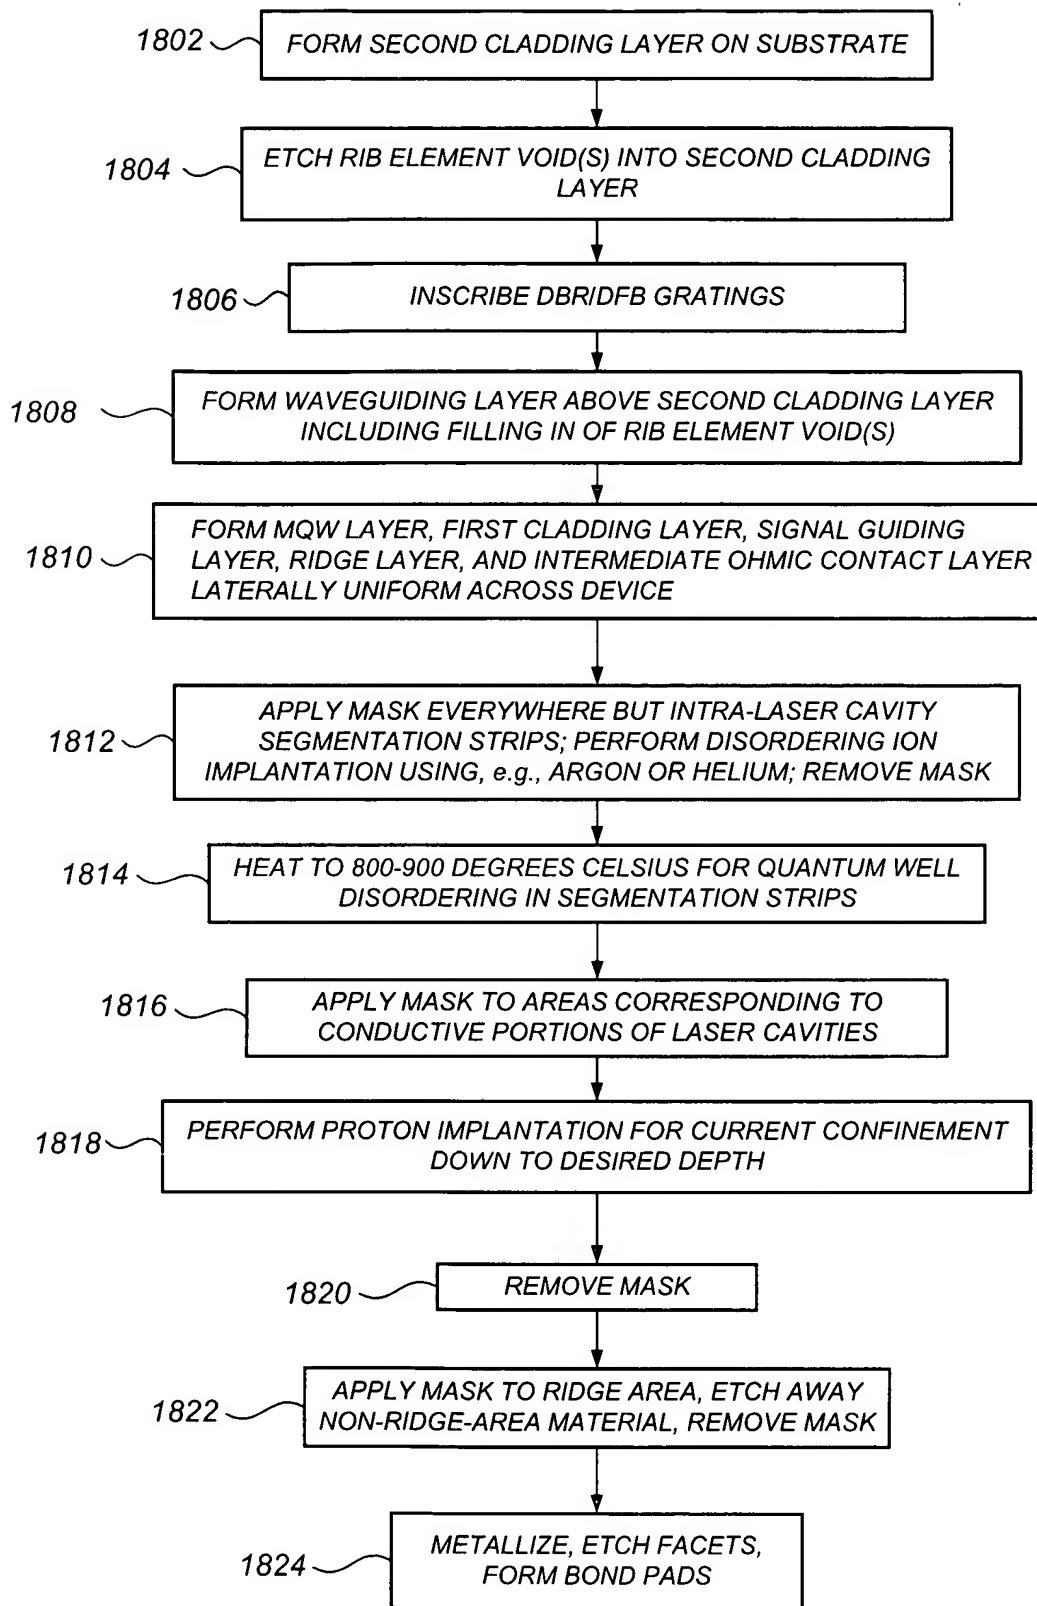 1802
FORM SECOND CLADDING LAYER ON SUBSTRATE
1804
ETCH RIB ELEMENT VOID(S) INTO SECOND CLADDING
LAYER
1806
INSCRIBE DBR/DFB GRATINGS
1808
FORM WAVEGUIDING LAYER ABOVE SECOND CLADDING LAYER
INCLUDING FILLING IN OF RIB ELEMENT VOID(S)
1810
FORM MQW LAYER, FIRST CLADDING LAYER, SIGNAL GUIDING
LAYER, RIDGE LAYER, AND INTERMEDIATE OHMIC CONTACT LAYER
LATERALLY UNIFORM ACROSS DEVICE
1812
APPLY MASK EVERYWHERE BUT INTRA-LASER CAVITY
SEGMENTATION STRIPS; PERFORM DISORDERING ION
IMPLANTATION USING, e.g., ARGON OR HELIUM; REMOVE MASK
1814
HEAT TO 800-900 DEGREES CELSIUS FOR QUANTUM WELL
DISORDERING IN SEGMENTATION STRIPS
1816
APPLY MASK TO AREAS CORRESPONDING TO
CONDUCTIVE PORTIONS OF LASER CAVITIES
1818
PERFORM PROTON IMPLANTATION FOR CURRENT CONFINEMENT
DOWN TO DESIRED DEPTH
1820
REMOVE MASK
1822
APPLY MASK TO RIDGE AREA, ETCH AWAY
NON-RIDGE-AREA MATERIAL, REMOVE MASK
1824
METALLIZE, ETCH FACETS,
FORM BOND PADS